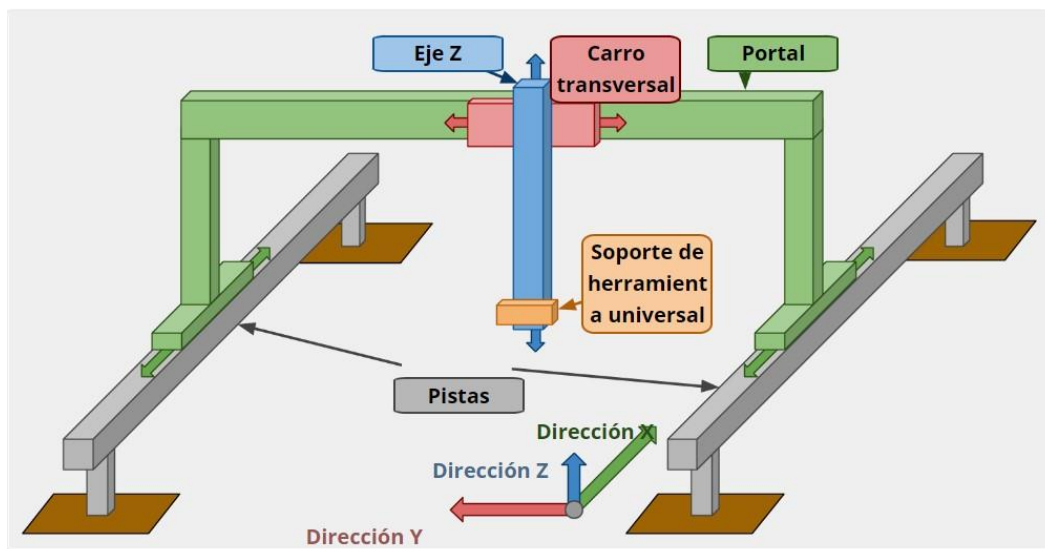 Eje Z
Carro
transversal
Portal
Soporte de
herramient
a universal
Pistas
Dirección X
Dirección Z
Dirección Y